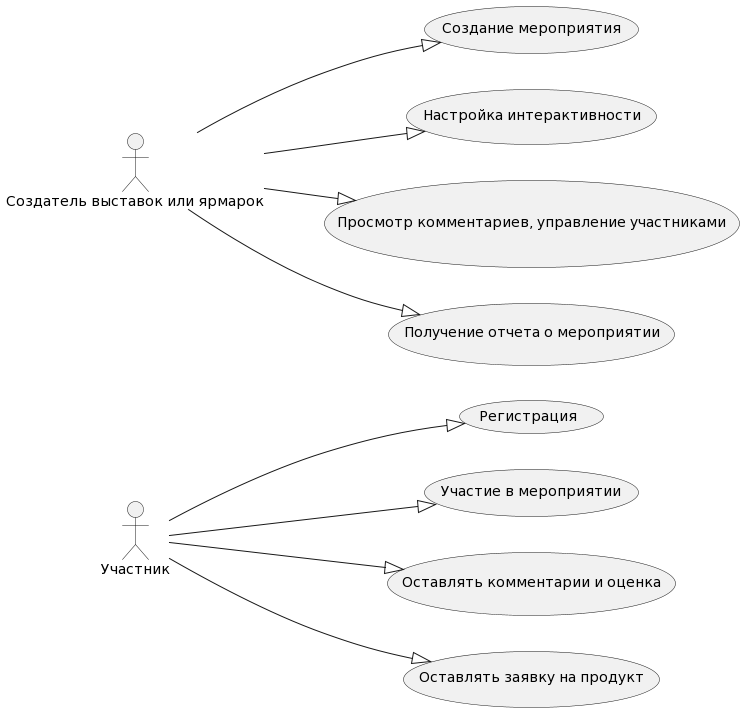 Создание мероприятия
Настройка интерактивности
Создатель выставок или ярмарок
Просмотр комментариев, управление участниками
Получение отчета о мероприятии
Регистрация
Участие в мероприятии
Участник
Оставлять комментарии и оценка
Оставлять заявку на продукт